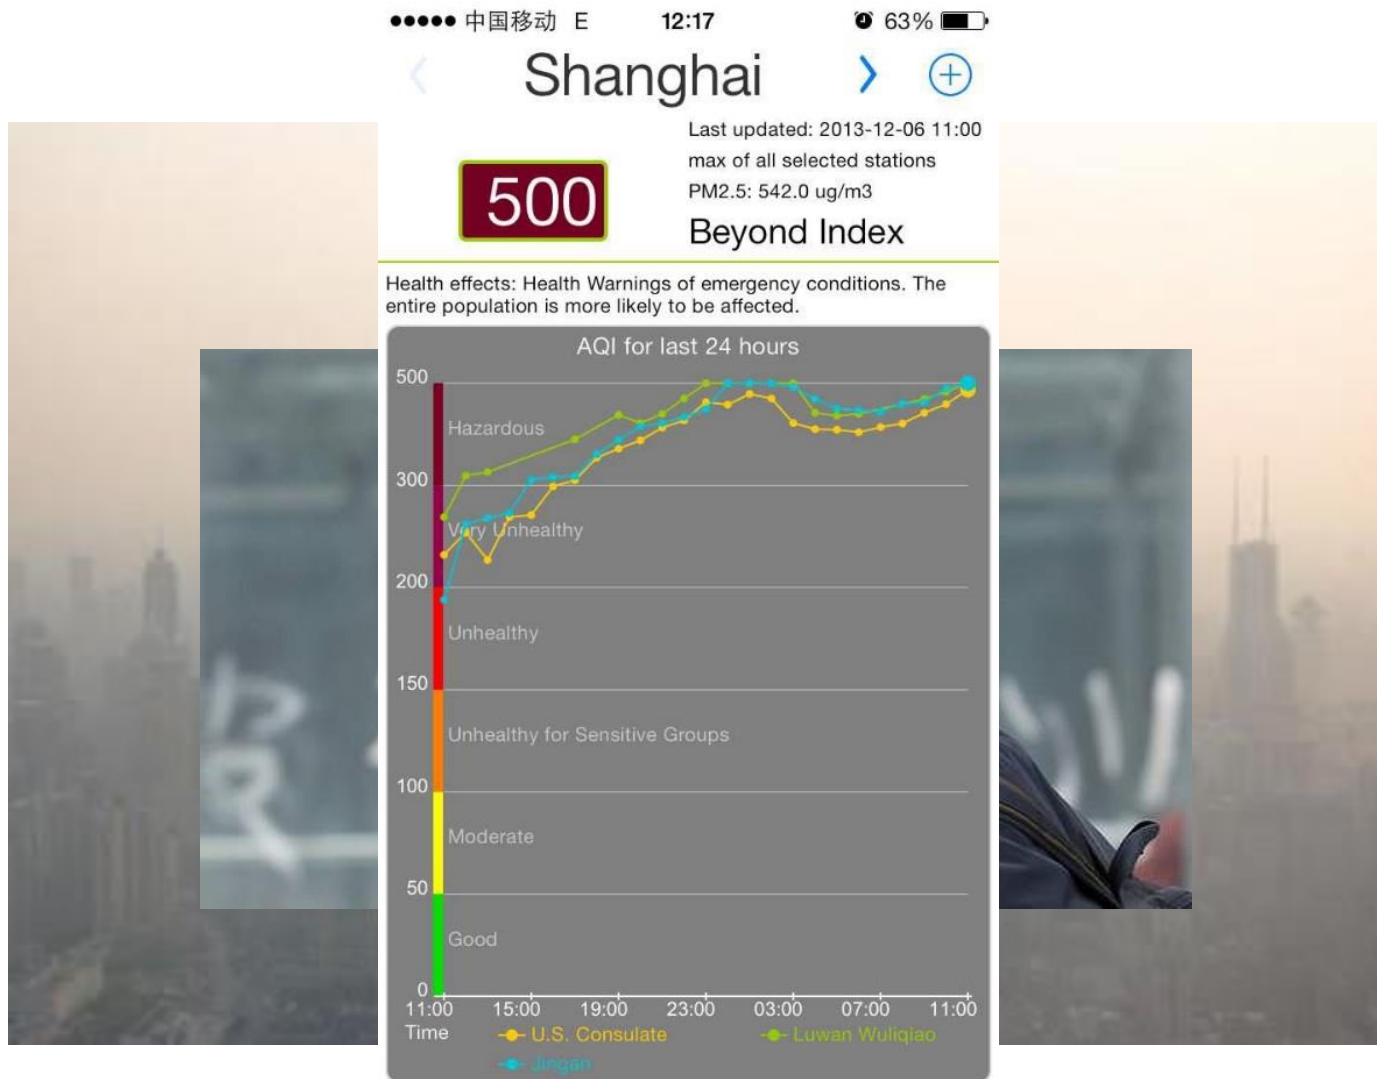 中国移动 E 12:17 63%
Shanghai
Last updated: 2013-12-06 11:00
max of all selected stations
PM2.5: 542.0 ug/m3
500
Beyond Index
Health effects: Health Warnings of emergency conditions. The
entire population is more likely to be affected.
AQI for last 24 hours
500
Hazardous
300
Very Unhealthy
200
Unhealthy
150
Unhealthy for Sensitive Groups
100
Moderate
50
Good
0
11:00 15:00 19:00 23:00 03:00 07:00 11:00
Time
U.S. Consulate
Luwan Wuliqiao
Jingan